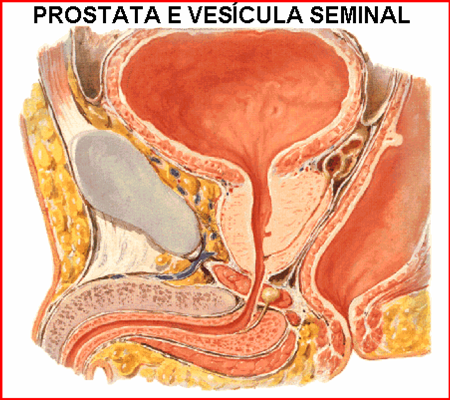 PROSTATA E VESÍCULA SEMINAL